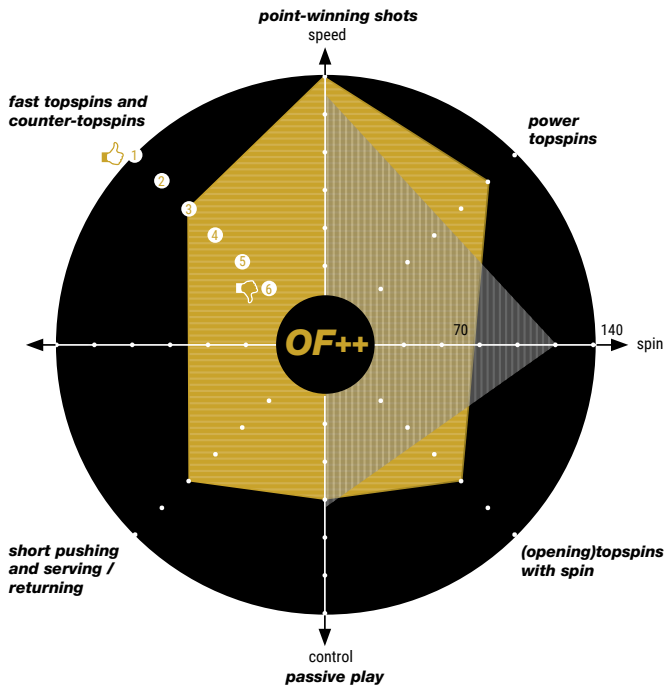 point-winning shots
speed
fast topspins and
counter-topspins
power
topspins
1
2
3
4
5
6
OF++
70
140
spin
short pushing
and serving /
returning
(opening)topspins
with spin
control
passive play